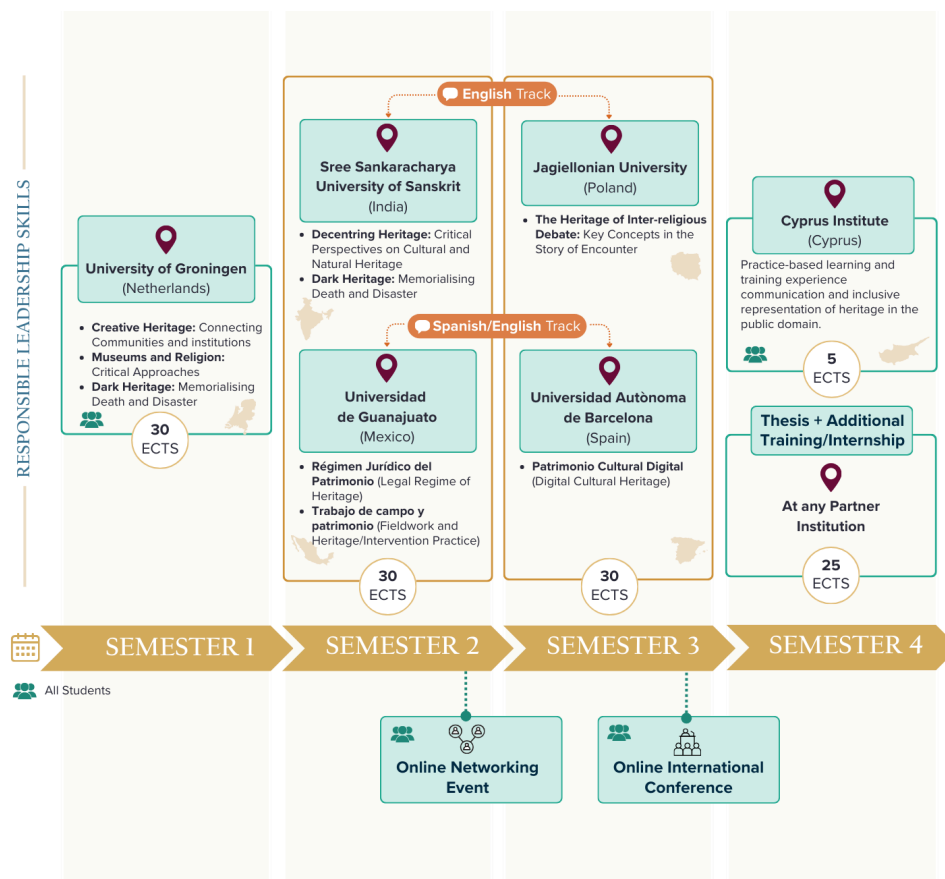 RESPONSIBLE LEADERSHIP SKILLS
University of Groningen
(Netherlands)
• Creative Heritage: Connecting
Communities and institutions
• Museums and Religion:
Critical Approaches
• Dark Heritage: Memorialising
Death and Disaster
30
ECTS
English Track
Sree Sankaracharya
University of Sanskrit
(India)
• Decentring Heritage: Critical
Perspectives on Cultural and
Natural Heritage
• Dark Heritage: Memorialising
Death and Disaster
Jagiellonian University
(Poland)
• The Heritage of Inter-religious
Debate: Key Concepts in the
Story of Encounter
Spanish/English Track
Universidad
de Guanajuato
(Mexico)
• Régimen Jurídico del
Patrimonio (Legal Regime of
Heritage)
• Trabajo de campo y
patrimonio (Fieldwork and
Heritage/Intervention Practice)
30
ECTS
Universidad Autònoma
de Barcelona
(Spain)
• Patrimonio Cultural Digital
(Digital Cultural Heritage)
30
ECTS
Cyprus Institute
(Cyprus)
Practice-based learning and
training experience
communication and inclusive
representation of heritage in the
public domain.
5
ECTS
Thesis + Additional
Training/Internship
At any Partner
Institution
25
ECTS
SEMESTER 1
SEMESTER 2
SEMESTER 3
SEMESTER 4
All Students
Online Networking
Event
Online International
Conference